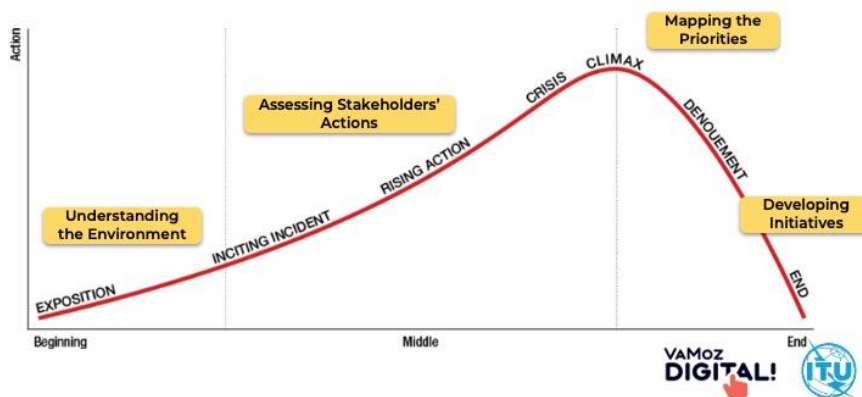 Mapping the
Priorities
Action
CLIMAX
CRISIS
Assessing Stakeholders'
Actions
DENOUEMENT
RISING ACTION
Understanding
the Environment
INCITING INCIDENT
Developing
Initiatives
EXPOSITION
END
Beginning
Middle
End
VaMoz
DIGITAL!
ITU